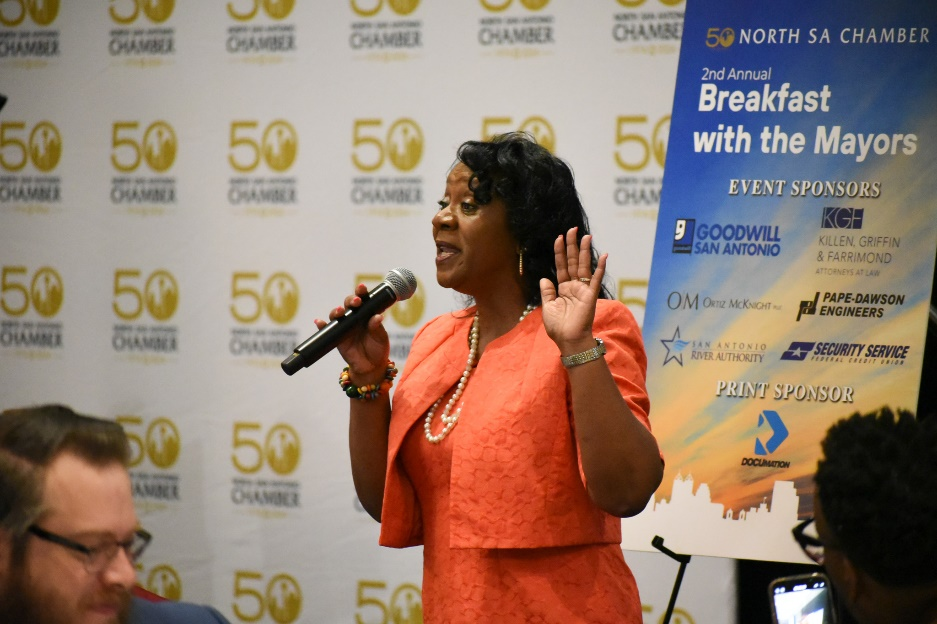 50 NORTH SA CHAMBER
2nd Annual
Breakfast
with the Mayors
EVENT SPONSORS
GOODWILL
SAN ANTONIO
KGF
KILLEN, GRIFFIN
& FARRIMOND
ATTORNEYS AT LAW
OM ORTIZ MCKNIGHT PLLC
PAPE-DAWSON
ENGINEERS
SAN ANTONIO
RIVER AUTHORITY
SECURITY SERVICE
FEDERAL CREDIT UNION
PRINT SPONSOR
DOCUMATION
50
NORTH SAN ANTONIO
CHAMBER